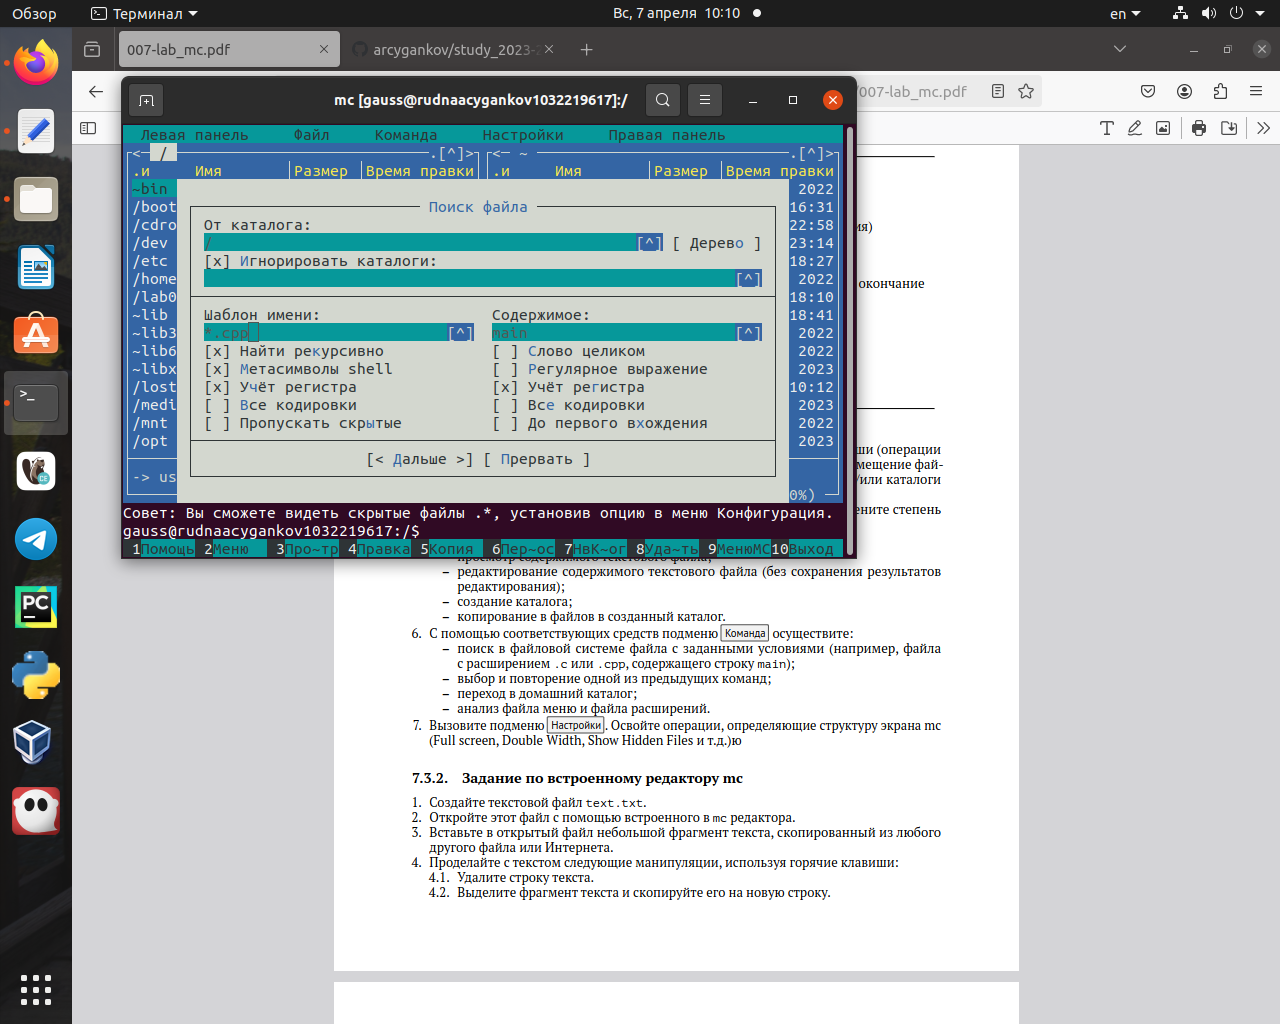 Обзор
Терминал
Вс, 7 апреля 10:10
en
007-lab_mc.pdf
arcygankov/study_2023-2
/007-lab_mc.pdf
mc [gauss@rudnaacygankov1032219617]:/
Левая панель Файл Команда Настройки Правая панель
<─ / .[^]> <─ ~ .[^]>
.и Имя Размер Время правки .и Имя Размер Время правки
~bin 2022
/boot 16:31
/cdro 22:58
/dev 23:14
/etc 18:27
/home 2022
/lab0 18:10
~lib 18:41
~lib3 2022
~lib6 2022
~libx 2023
/lost 10:12
/medi 2023
/mnt 2022
/opt 2023
-> us
0%)
Поиск файла
От каталога:
/ [^] [ Дерево ]
[x] Игнорировать каталоги:
[^]
Шаблон имени: Содержимое:
*.cpp [^] main [^]
[x] Найти рекурсивно [ ] Слово целиком
[x] Метасимволы shell [ ] Регулярное выражение
[x] Учёт регистра [x] Учёт регистра
[ ] Все кодировки [ ] Все кодировки
[ ] Пропускать скрытые [ ] До первого вхождения
[< Дальше >] [ Прервать ]
Совет: Вы сможете видеть скрытые файлы .*, установив опцию в меню Конфигурация.
gauss@rudnaacygankov1032219617:/$
1Помощь 2Меню 3Про~тр 4Правка 5Копия 6Пер~ос 7НвК~ог 8Уда~ть 9МенюMC 10Выход
ия)
окончание
ши (операции
мещение фай-
/или каталоги
ените степень
просмотр содержимого текстового файла;
– редактирование содержимого текстового файла (без сохранения результатов
редактирования);
– создание каталога;
– копирование в файлов в созданный каталог.
6. С помощью соответствующих средств подменю Команда осуществите:
– поиск в файловой системе файла с заданными условиями (например, файла
с расширением .c или .cpp, содержащего строку main);
– выбор и повторение одной из предыдущих команд;
– переход в домашний каталог;
– анализ файла меню и файла расширений.
7. Вызовите подменю Настройки. Освойте операции, определяющие структуру экрана mc
(Full screen, Double Width, Show Hidden Files и т.д.)ю
7.3.2. Задание по встроенному редактору mc
1. Создайте текстовой файл text.txt.
2. Откройте этот файл с помощью встроенного в mc редактора.
3. Вставьте в открытый файл небольшой фрагмент текста, скопированный из любого
другого файла или Интернета.
4. Проделайте с текстом следующие манипуляции, используя горячие клавиши:
4.1. Удалите строку текста.
4.2. Выделите фрагмент текста и скопируйте его на новую строку.